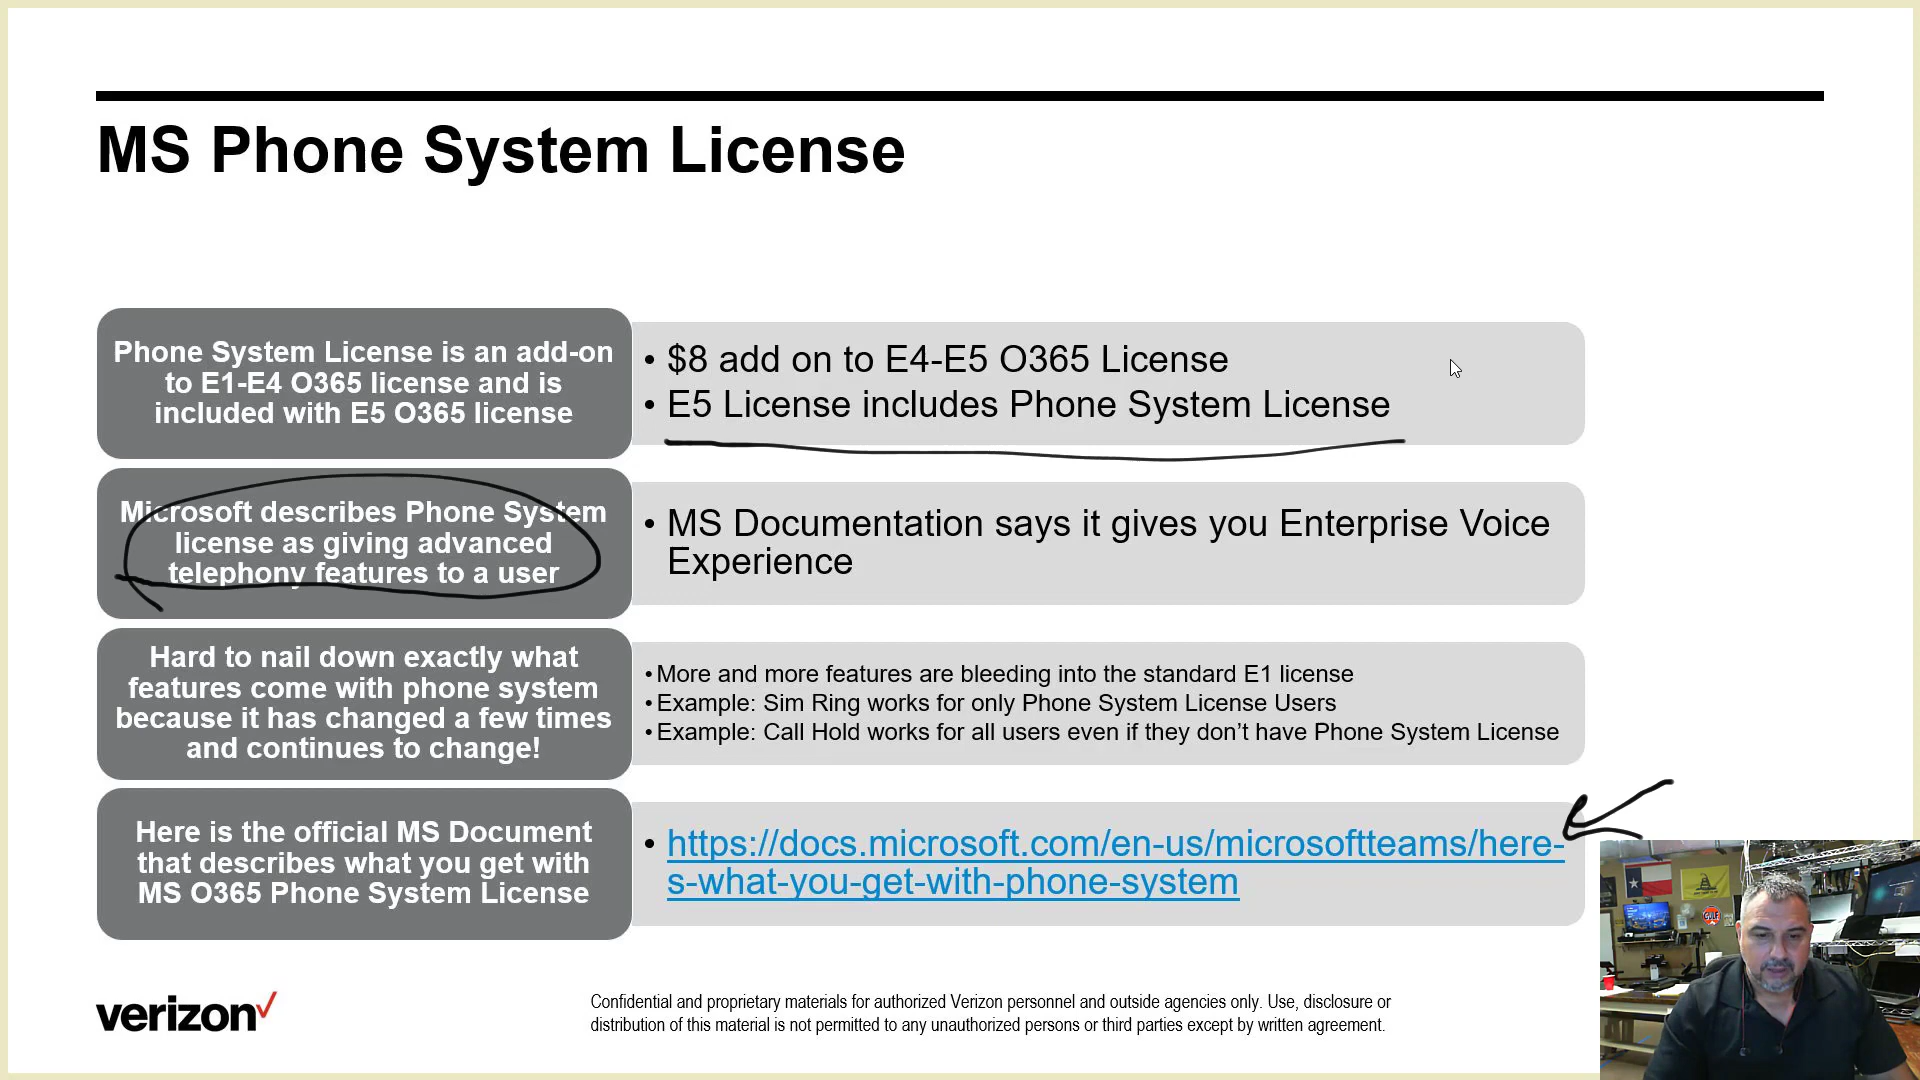 MS Phone System License
Phone System License is an add-on
to E1-E4 O365 license and is
included with E5 O365 license
• $8 add on to E4-E5 O365 License
• E5 License includes Phone System License
Microsoft describes Phone System
license as giving advanced
telephony features to a user
• MS Documentation says it gives you Enterprise Voice
Experience
Hard to nail down exactly what
features come with phone system
because it has changed a few times
and continues to change!
• More and more features are bleeding into the standard E1 license
• Example: Sim Ring works for only Phone System License Users
• Example: Call Hold works for all users even if they don’t have Phone System License
Here is the official MS Document
that describes what you get with
MS O365 Phone System License
• https://docs.microsoft.com/en-us/microsoftteams/here-
s-what-you-get-with-phone-system
GULF
verizon
Confidential and proprietary materials for authorized Verizon personnel and outside agencies only. Use, disclosure or
distribution of this material is not permitted to any unauthorized persons or third parties except by written agreement.